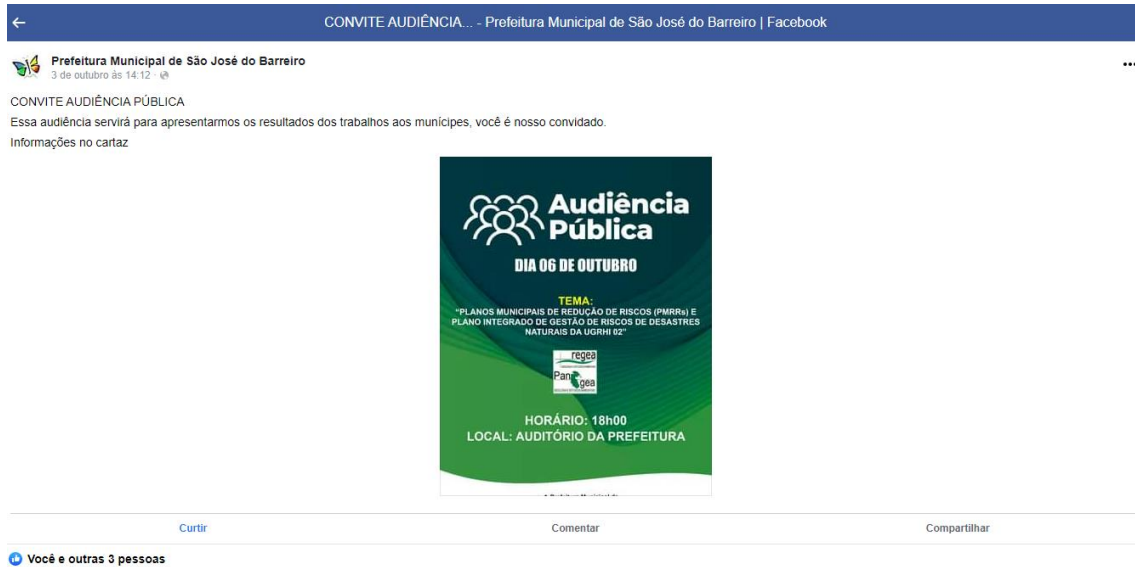 CONVITE AUDIÊNCIA... - Prefeitura Municipal de São José do Barreiro | Facebook
Prefeitura Municipal de São José do Barreiro
3 de outubro às 14:12 ·
CONVITE AUDIÊNCIA PÚBLICA
Essa audiência servirá para apresentarmos os resultados dos trabalhos aos munícipes, você é nosso convidado.
Informações no cartaz
Audiência
Pública
DIA 06 DE OUTUBRO
TEMA:
"PLANOS MUNICIPAIS DE REDUÇÃO DE RISCOS (PMRRs) E
PLANO INTEGRADO DE GESTÃO DE RISCOS DE DESASTRES
NATURAIS DA UGRHI 02"
regea
Pangea
HORÁRIO: 18h00
LOCAL: AUDITÓRIO DA PREFEITURA
Curtir Comentar Compartilhar
Você e outras 3 pessoas